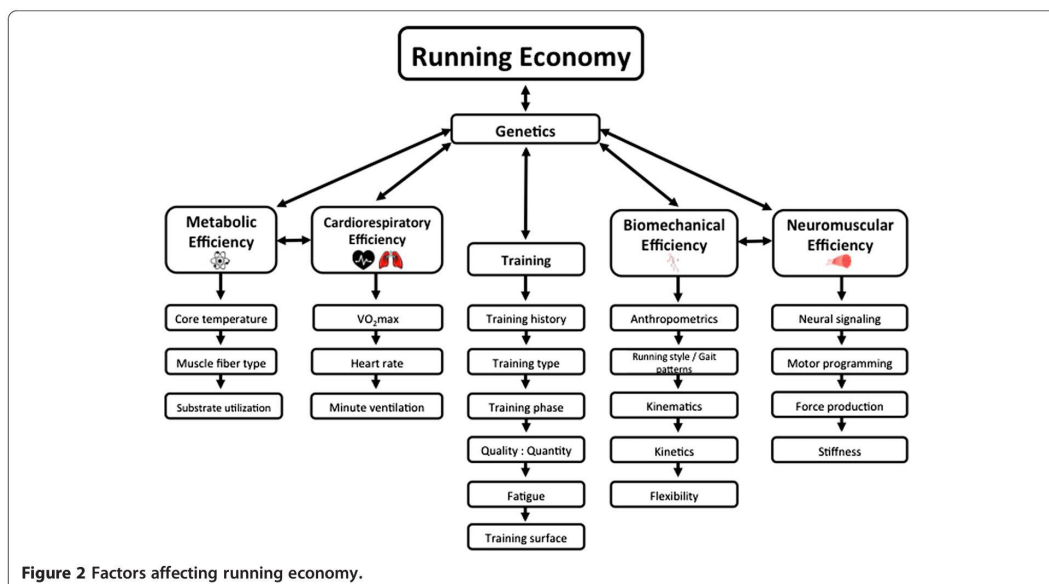 Running Economy
Genetics
Metabolic
Efficiency
Core temperature
Muscle fiber type
Substrate utilization
Cardiorespiratory
Efficiency
VO₂max
Heart rate
Minute ventilation
Training
Training history
Training type
Training phase
Quality : Quantity
Fatigue
Training surface
Biomechanical
Efficiency
Anthropometrics
Running style / Gait
patterns
Kinematics
Kinetics
Flexibility
Neuromuscular
Efficiency
Neural signaling
Motor programming
Force production
Stiffness
Figure 2 Factors affecting running economy.